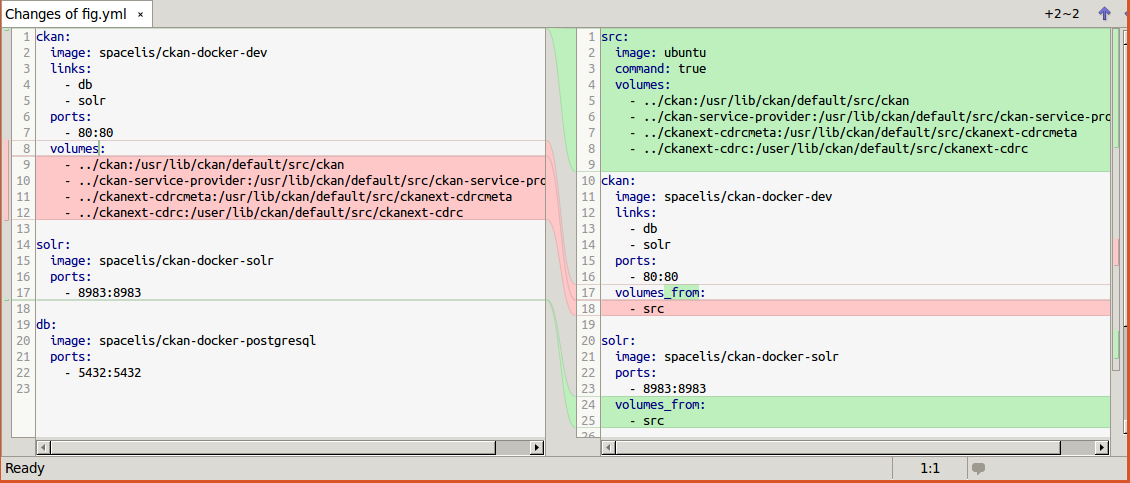 Changes of fig.yml ×
+2~2
1 ckan:
2   image: spacelis/ckan-docker-dev
3   links:
4     - db
5     - solr
6   ports:
7     - 80:80
8   volumes:
9     - ../ckan:/usr/lib/ckan/default/src/ckan
10     - ../ckan-service-provider:/usr/lib/ckan/default/src/ckan-service-pro
11     - ../ckanext-cdrcmeta:/usr/lib/ckan/default/src/ckanext-cdrcmeta
12     - ../ckanext-cdrc:/user/lib/ckan/default/src/ckanext-cdrc
13
14 solr:
15   image: spacelis/ckan-docker-solr
16   ports:
17     - 8983:8983
18
19 db:
20   image: spacelis/ckan-docker-postgresql
21   ports:
22     - 5432:5432
23
1 src:
2   image: ubuntu
3   command: true
4   volumes:
5     - ../ckan:/usr/lib/ckan/default/src/ckan
6     - ../ckan-service-provider:/usr/lib/ckan/default/src/ckan-service-pro
7     - ../ckanext-cdrcmeta:/usr/lib/ckan/default/src/ckanext-cdrcmeta
8     - ../ckanext-cdrc:/user/lib/ckan/default/src/ckanext-cdrc
9
10 ckan:
11   image: spacelis/ckan-docker-dev
12   links:
13     - db
14     - solr
15   ports:
16     - 80:80
17   volumes_from:
18     - src
19
20 solr:
21   image: spacelis/ckan-docker-solr
22   ports:
23     - 8983:8983
24   volumes_from:
25     - src
26
Ready
1:1